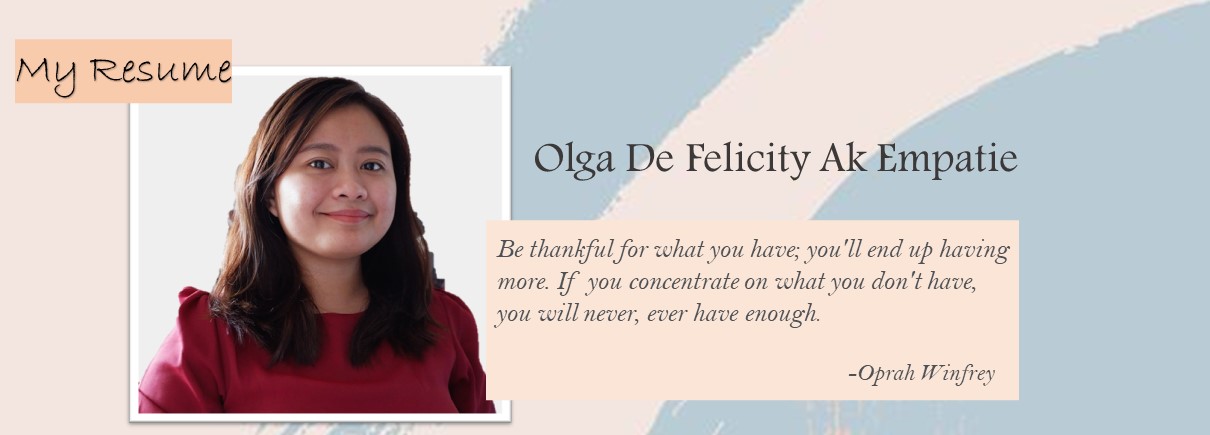 My Resume
Olga De Felicity Ak Empatie
Be thankful for what you have; you'll end up having
more. If you concentrate on what you don't have,
you will never, ever have enough.
-Oprah Winfrey